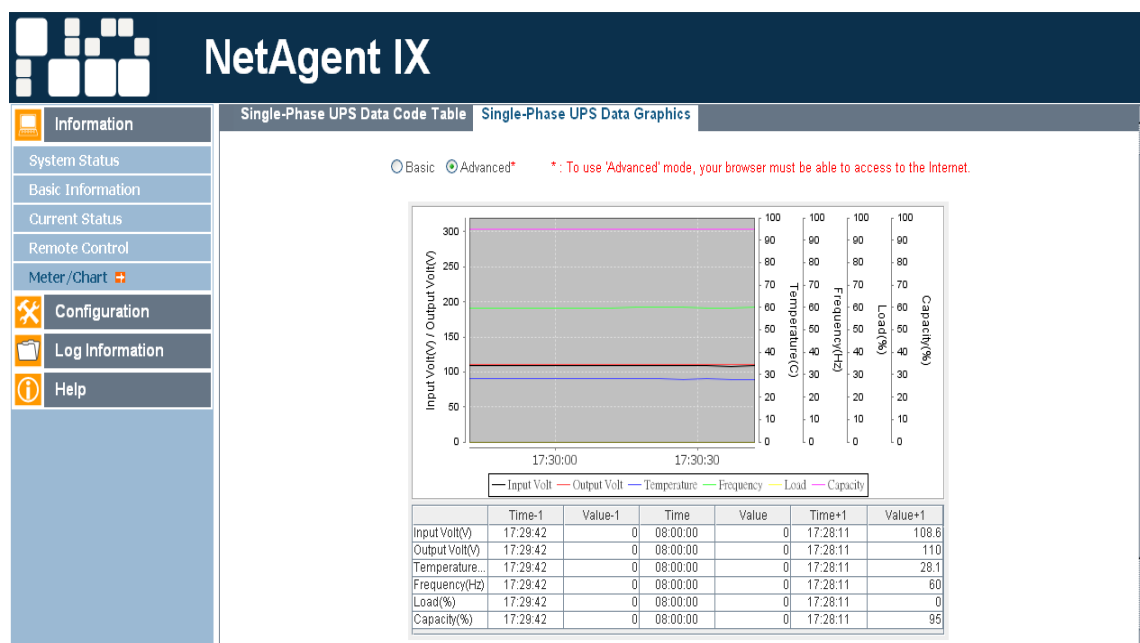 NetAgent IX
Information
System Status
Basic Information
Current Status
Remote Control
Meter/Chart
Configuration
Log Information
Help
Single-Phase UPS Data Code Table Single-Phase UPS Data Graphics
Basic Advanced* * : To use 'Advanced' mode, your browser must be able to access to the Internet.
Input Volt(V) / Output Volt(V)
300
250
200
150
100
50
0
17:30:00 17:30:30
100
90
80
70
60
50
40
30
20
10
0
Temperature(C)
100
90
80
70
60
50
40
30
20
10
0
Frequency(Hz)
100
90
80
70
60
50
40
30
20
10
0
Load(%)
100
90
80
70
60
50
40
30
20
10
0
Capacity(%)
Input Volt Output Volt Temperature Frequency Load Capacity
Time-1 Value-1 Time Value Time+1 Value+1
Input Volt(V) 17:29:42 0 08:00:00 0 17:28:11 108.6
Output Volt(V) 17:29:42 0 08:00:00 0 17:28:11 110
Temperature... 17:29:42 0 08:00:00 0 17:28:11 28.1
Frequency(Hz) 17:29:42 0 08:00:00 0 17:28:11 60
Load(%) 17:29:42 0 08:00:00 0 17:28:11 0
Capacity(%) 17:29:42 0 08:00:00 0 17:28:11 95